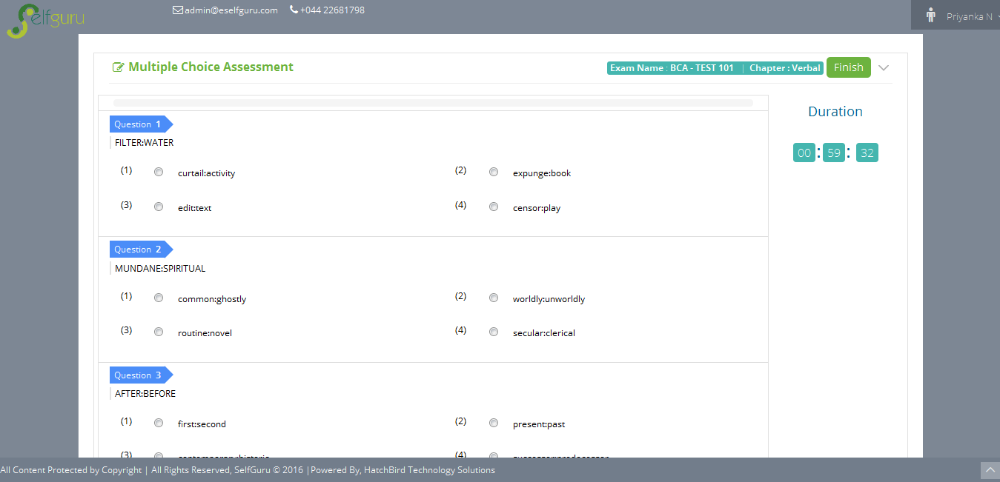 Selfguru
admin@eselfguru.com +044 22681798
Priyanka N
Multiple Choice Assessment
Exam Name : BCA - TEST 101 | Chapter : Verbal
Finish
Duration
00 : 59 : 32
Question 1
FILTER:WATER
(1) curtail:activity (2) expunge:book
(3) edit:text (4) censor:play
Question 2
MUNDANE:SPIRITUAL
(1) common:ghostly (2) worldly:unworldly
(3) routine:novel (4) secular:clerical
Question 3
AFTER:BEFORE
(1) first:second (2) present:past
(3) (4)
All Content Protected by Copyright | All Rights Reserved, SelfGuru © 2016 |Powered By, HatchBird Technology Solutions